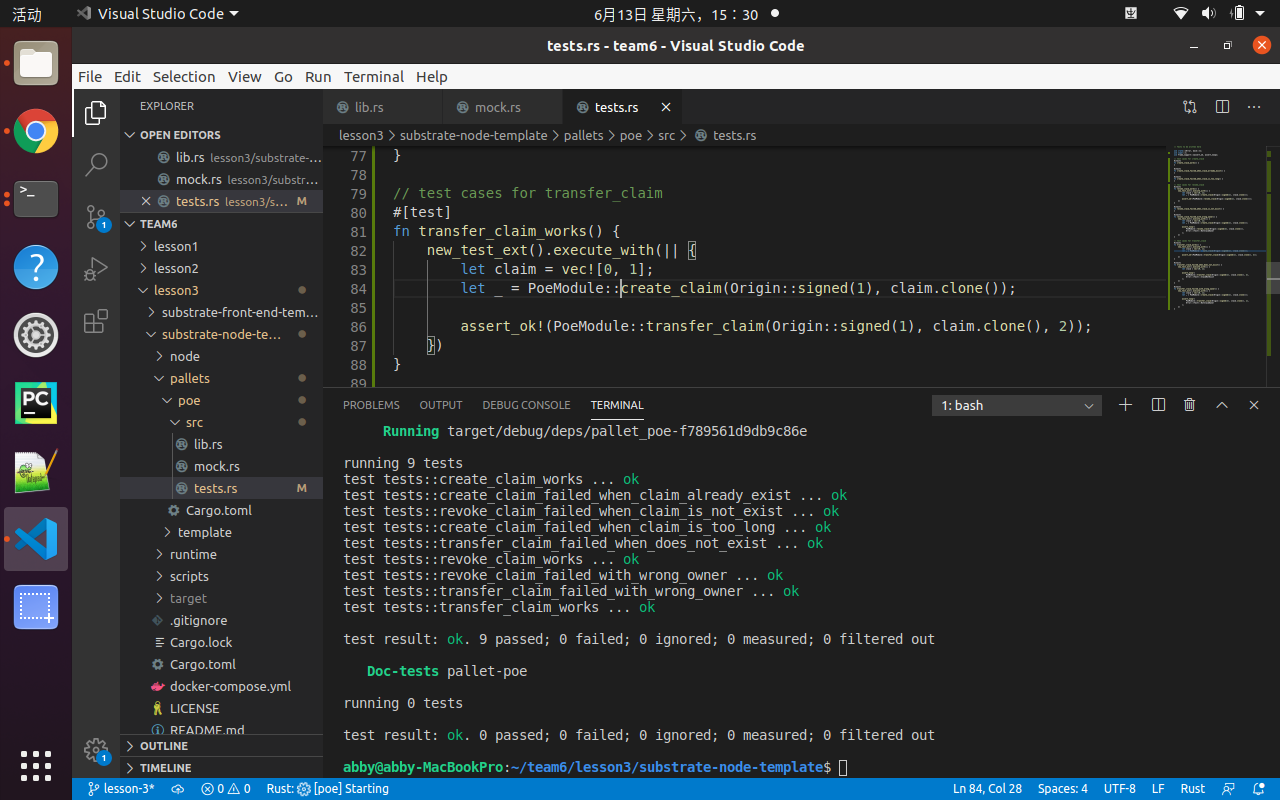 活动
Visual Studio Code
6月13日 星期六，15：30
tests.rs - team6 - Visual Studio Code
File Edit Selection View Go Run Terminal Help
EXPLORER
OPEN EDITORS
lib.rs lesson3/substrate-...
mock.rs lesson3/substr...
tests.rs lesson3/s... M
TEAM6
lesson1
lesson2
lesson3
substrate-front-end-tem...
substrate-node-te...
node
pallets
poe
src
lib.rs
mock.rs
tests.rs M
Cargo.toml
template
runtime
scripts
target
.gitignore
Cargo.lock
Cargo.toml
docker-compose.yml
LICENSE
README.md
OUTLINE
TIMELINE
lib.rs mock.rs tests.rs
lesson3 > substrate-node-template > pallets > poe > src > tests.rs
77 }
78
79 // test cases for transfer_claim
80 #[test]
81 fn transfer_claim_works() {
82 new_test_ext().execute_with(|| {
83 let claim = vec![0, 1];
84 let _ = PoeModule::create_claim(Origin::signed(1), claim.clone());
85
86 assert_ok!(PoeModule::transfer_claim(Origin::signed(1), claim.clone(), 2));
87 })
88 }
89
PROBLEMS OUTPUT DEBUG CONSOLE TERMINAL
1: bash
Running target/debug/deps/pallet_poe-f789561d9db9c86e
running 9 tests
test tests::create_claim_works ... ok
test tests::create_claim_failed_when_claim_already_exist ... ok
test tests::revoke_claim_failed_when_claim_is_not_exist ... ok
test tests::create_claim_failed_when_claim_is_too_long ... ok
test tests::transfer_claim_failed_when_does_not_exist ... ok
test tests::revoke_claim_works ... ok
test tests::revoke_claim_failed_with_wrong_owner ... ok
test tests::transfer_claim_failed_with_wrong_owner ... ok
test tests::transfer_claim_works ... ok
test result: ok. 9 passed; 0 failed; 0 ignored; 0 measured; 0 filtered out
Doc-tests pallet-poe
running 0 tests
test result: ok. 0 passed; 0 failed; 0 ignored; 0 measured; 0 filtered out
abby@abby-MacBookPro:~/team6/lesson3/substrate-node-template$
lesson-3* 0 0 Rust: [poe] Starting
Ln 84, Col 28 Spaces: 4 UTF-8 LF Rust
PC
1
1